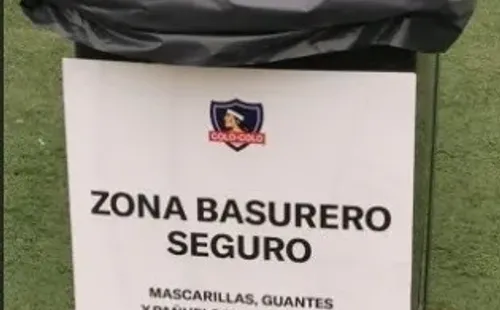 COLO-COLO
ZONA BASURERO
SEGURO
MASCARILLAS, GUANTES